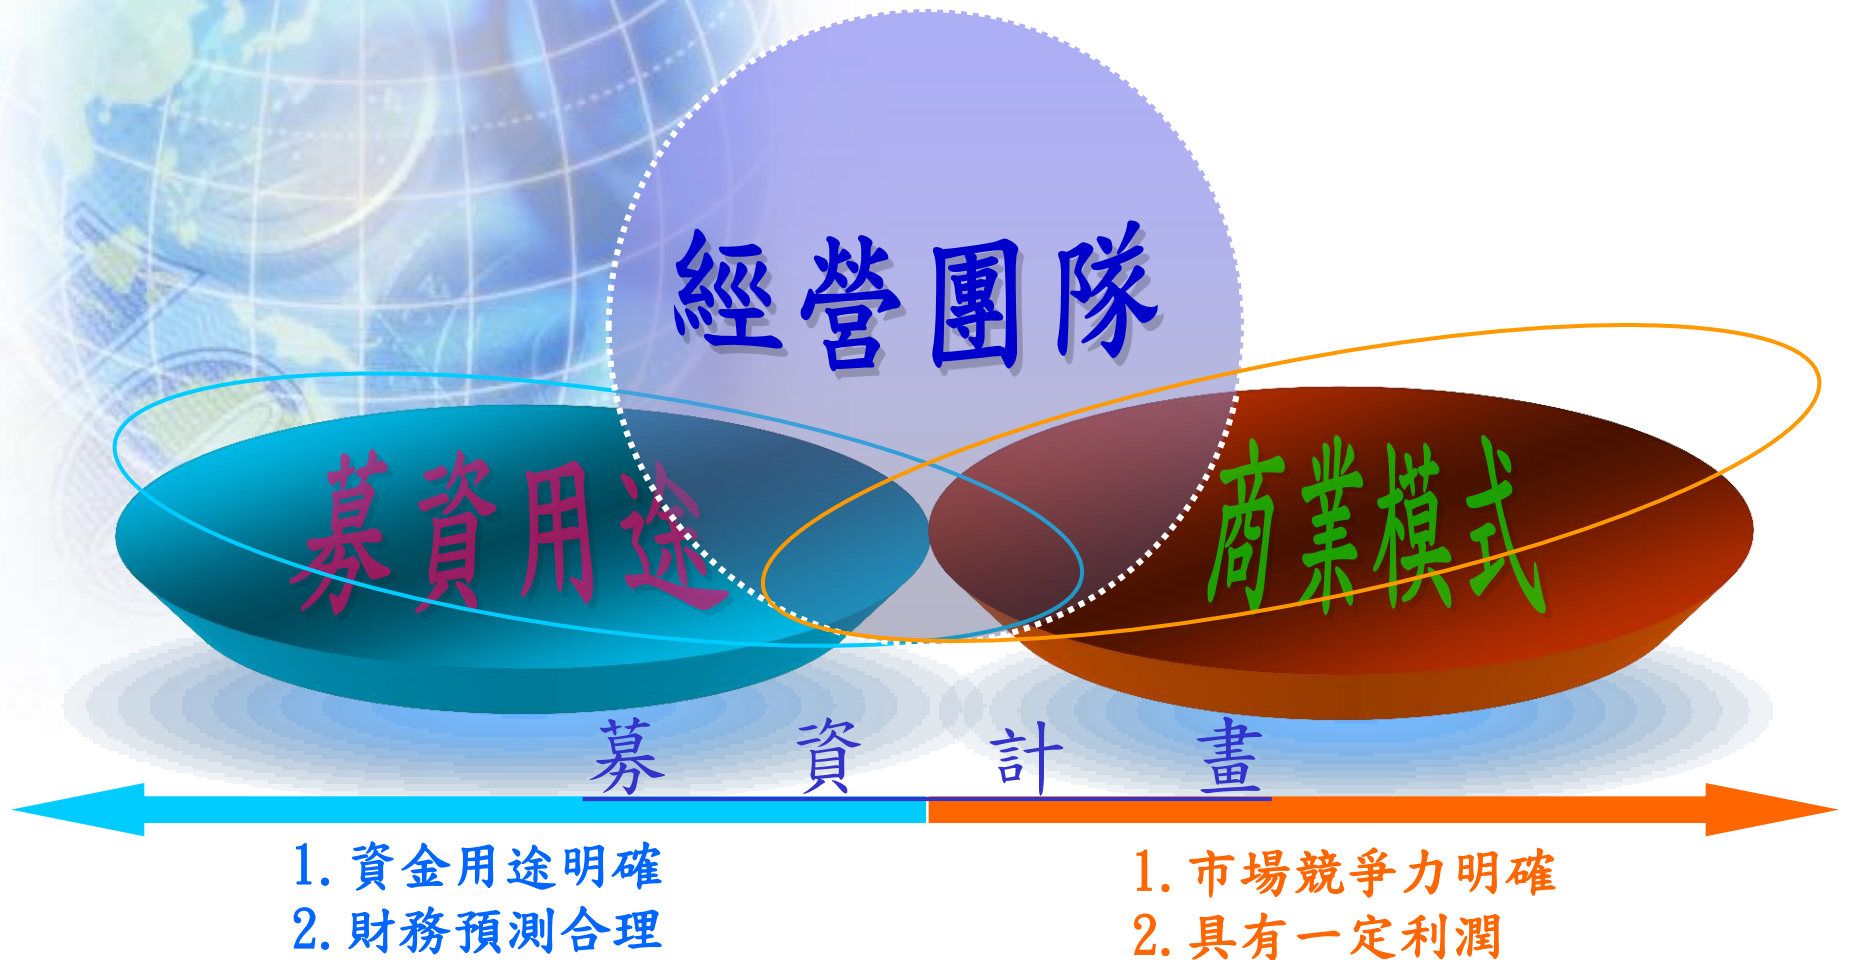 經營團隊
募資用途
商業模式
募資計畫
1. 資金用途明確
2. 財務預測合理
1. 市場競爭力明確
2. 具有一定利潤